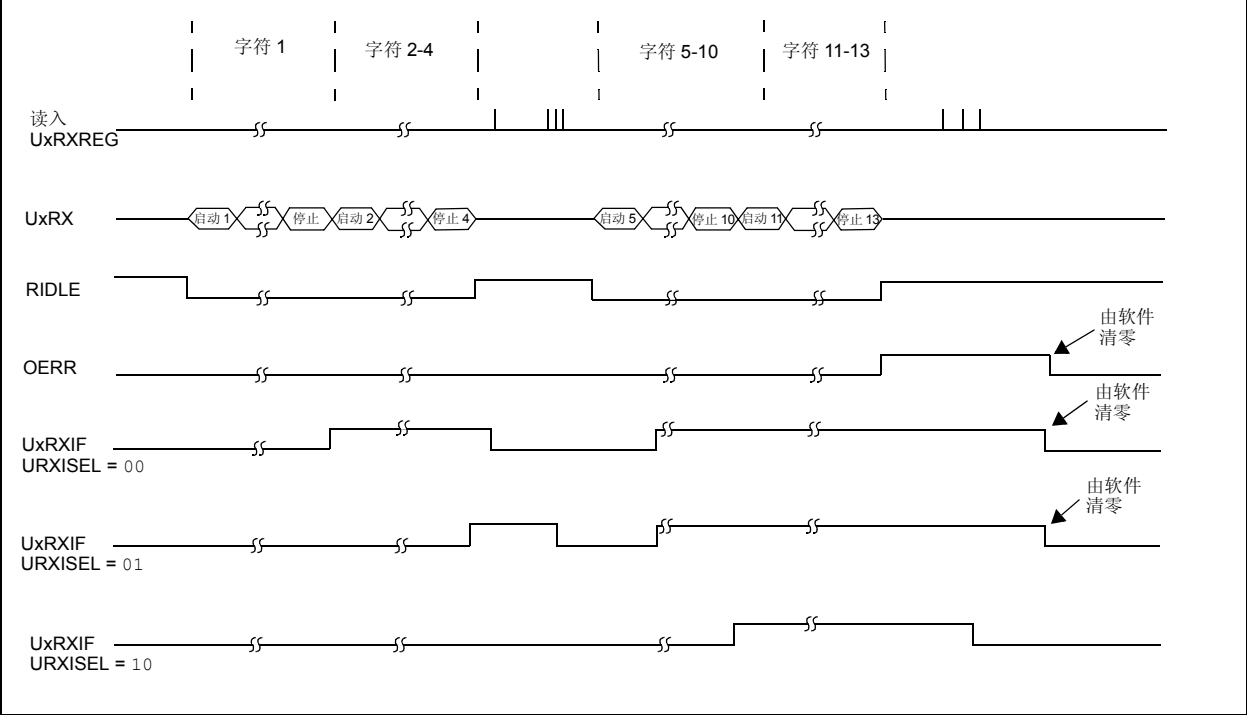 字符 1
字符 2-4
字符 5-10
字符 11-13
读入
UxRXREG
UxRX
启动 1
停止
启动 2
停止 4
启动 5
停止 10
启动 11
停止 13
RIDLE
由软件
清零
OERR
由软件
清零
UxRXIF
URXISEL = 00
由软件
清零
UxRXIF
URXISEL = 01
UxRXIF
URXISEL = 10